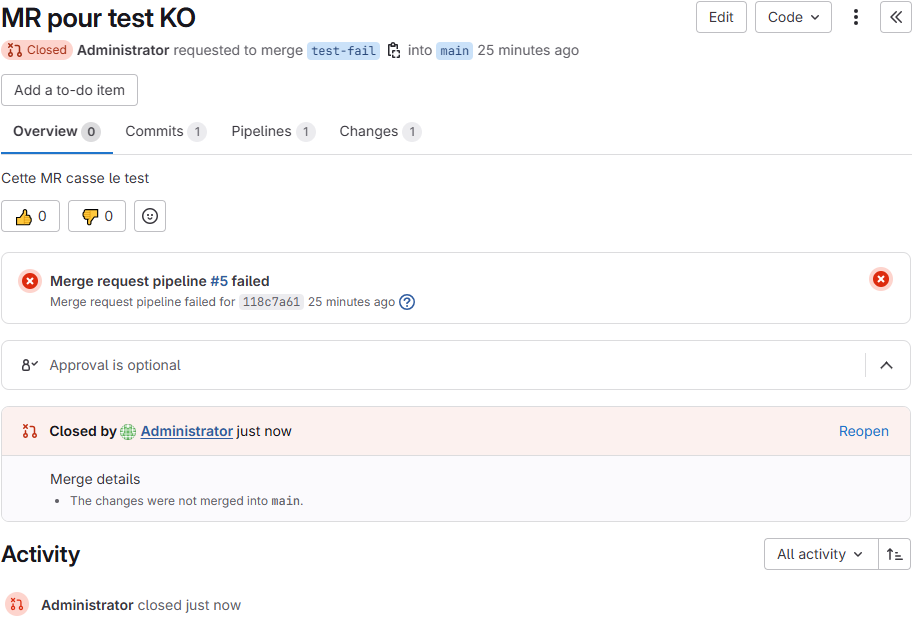 MR pour test KO
Edit
Code
Closed Administrator requested to merge test-fail into main 25 minutes ago
Add a to-do item
Overview 0 Commits 1 Pipelines 1 Changes 1
Cette MR casse le test
0 0
Merge request pipeline #5 failed
Merge request pipeline failed for 118c7a61 25 minutes ago ?
Approval is optional
Closed by Administrator just now Reopen
Merge details
• The changes were not merged into main.
Activity
All activity
Administrator closed just now